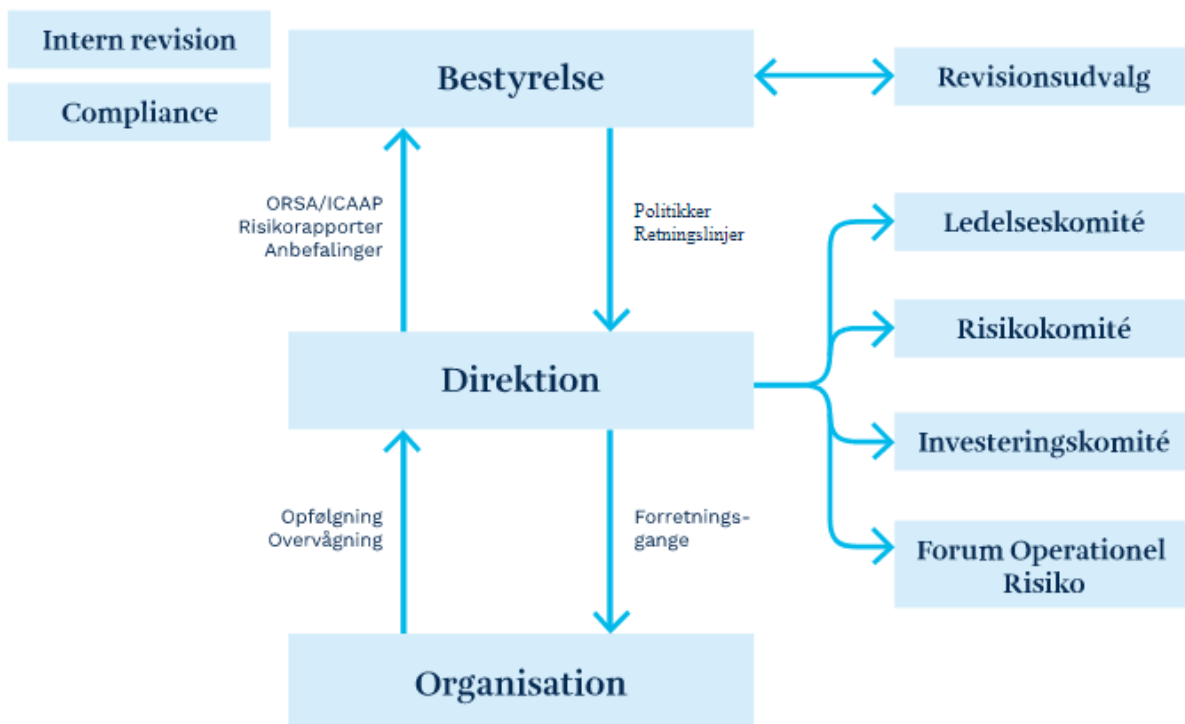 Intern revision
Compliance
Bestyrelse
Revisionsudvalg
ORSA/ICAAP
Risikorapporter
Anbefalinger
Politikker
Retningslinjer
Ledelseskomité
Risikokomité
Direktion
Investeringskomité
Opfølgning
Overvågning
Forretnings-
gange
Forum Operationel
Risiko
Organisation